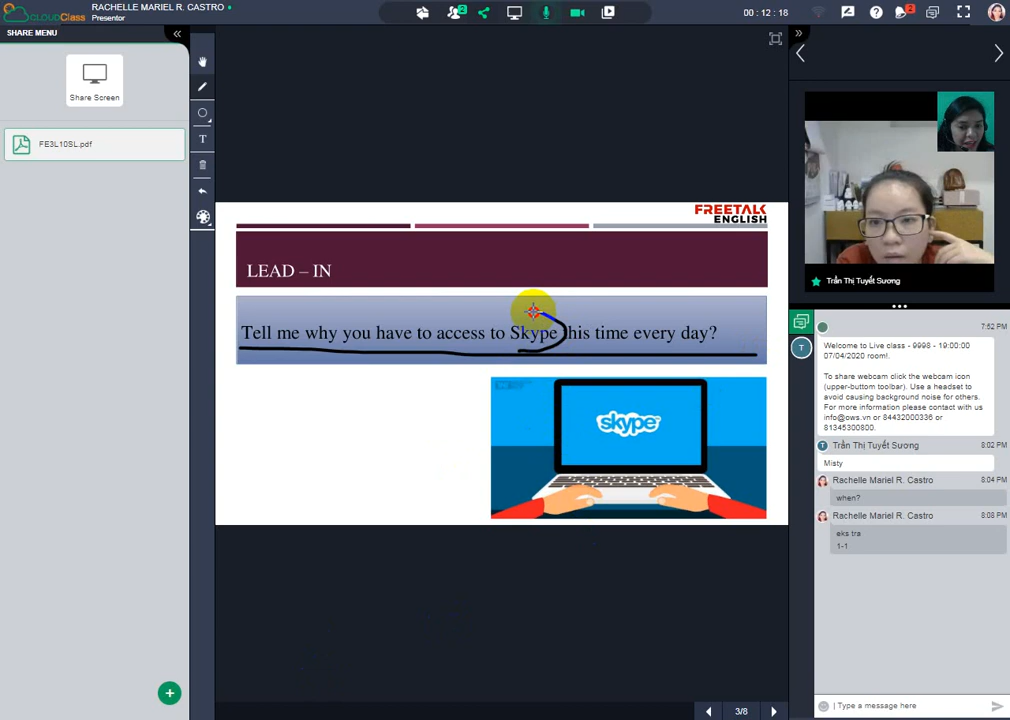 CLOUDClass
RACHELLE MARIEL R. CASTRO
Presentor
00 : 12 : 18
2
2
SHARE MENU
Share Screen
FE3L10SL.pdf
T
FREETALK
ENGLISH
LEAD – IN
Tell me why you have to access to Skype this time every day?
skype
3/8
Trần Thị Tuyết Sương
T
7:52 PM
Welcome to Live class - 9998 - 19:00:00
07/04/2020 room!.
To share webcam click the webcam icon
(upper-buttom toolbar). Use a headset to
avoid causing background noise for others.
For more information please contact with us
info@ows.vn or 84432000336 or
81345300800.
T
Trần Thị Tuyết Sương
8:02 PM
Misty
Rachelle Mariel R. Castro
8:04 PM
when?
Rachelle Mariel R. Castro
8:08 PM
eks tra
1-1
Type a message here